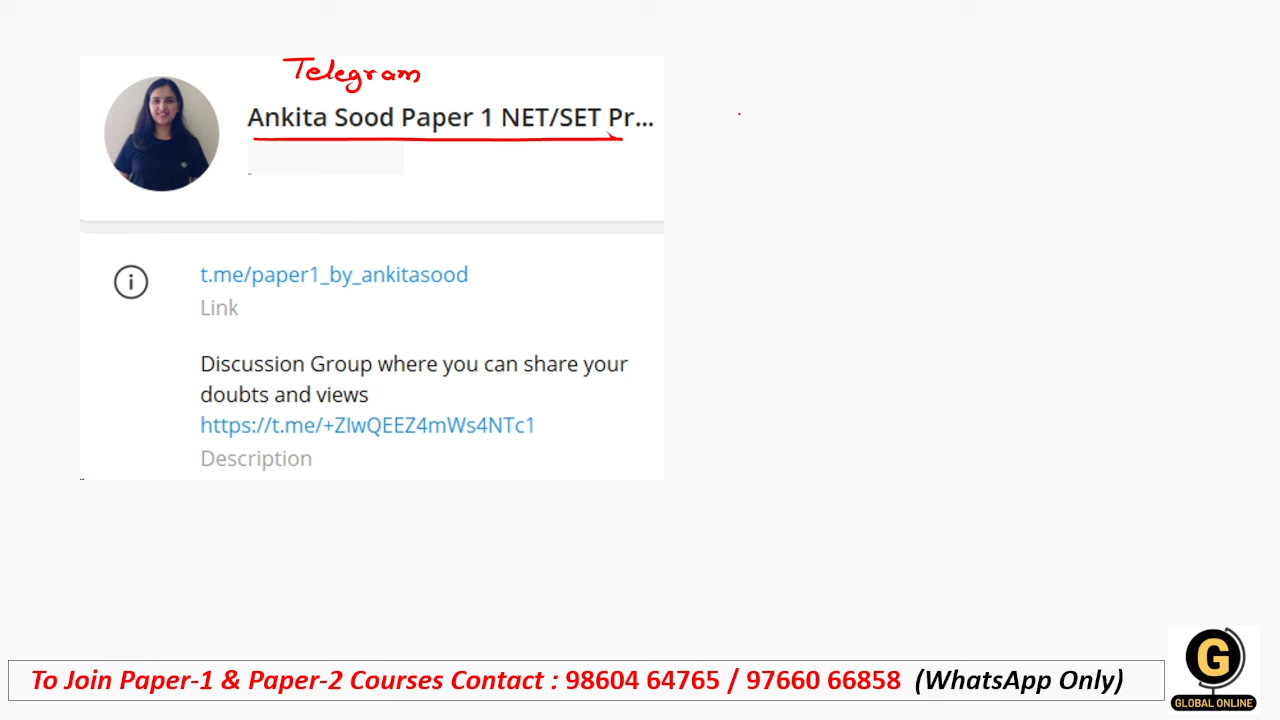 Telegram
Ankita Sood Paper 1 NET/SET Pr...
t.me/paper1_by_ankitasood
Link
Discussion Group where you can share your
doubts and views
https://t.me/+ZIwQEEZ4mWs4NTc1
Description
To Join Paper-1 & Paper-2 Courses Contact : 98604 64765 / 97660 66858 (WhatsApp Only)
G
GLOBAL ONLINE